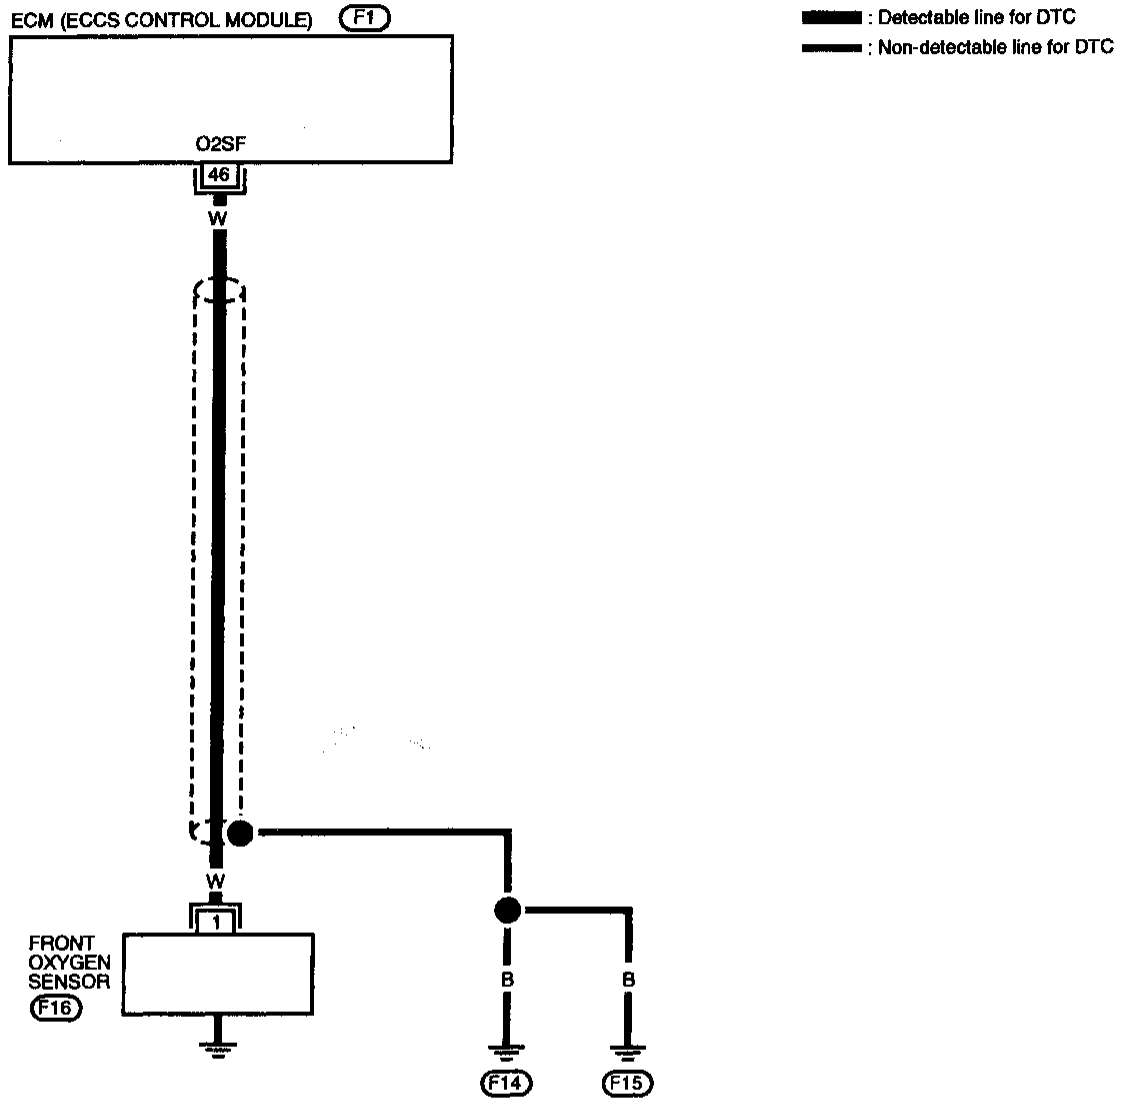 ECM (ECCS CONTROL MODULE) F1
: Detectable line for DTC
: Non-detectable line for DTC
O2SF
46
W
W
1
FRONT
OXYGEN
SENSOR
F16
B
B
F14
F15